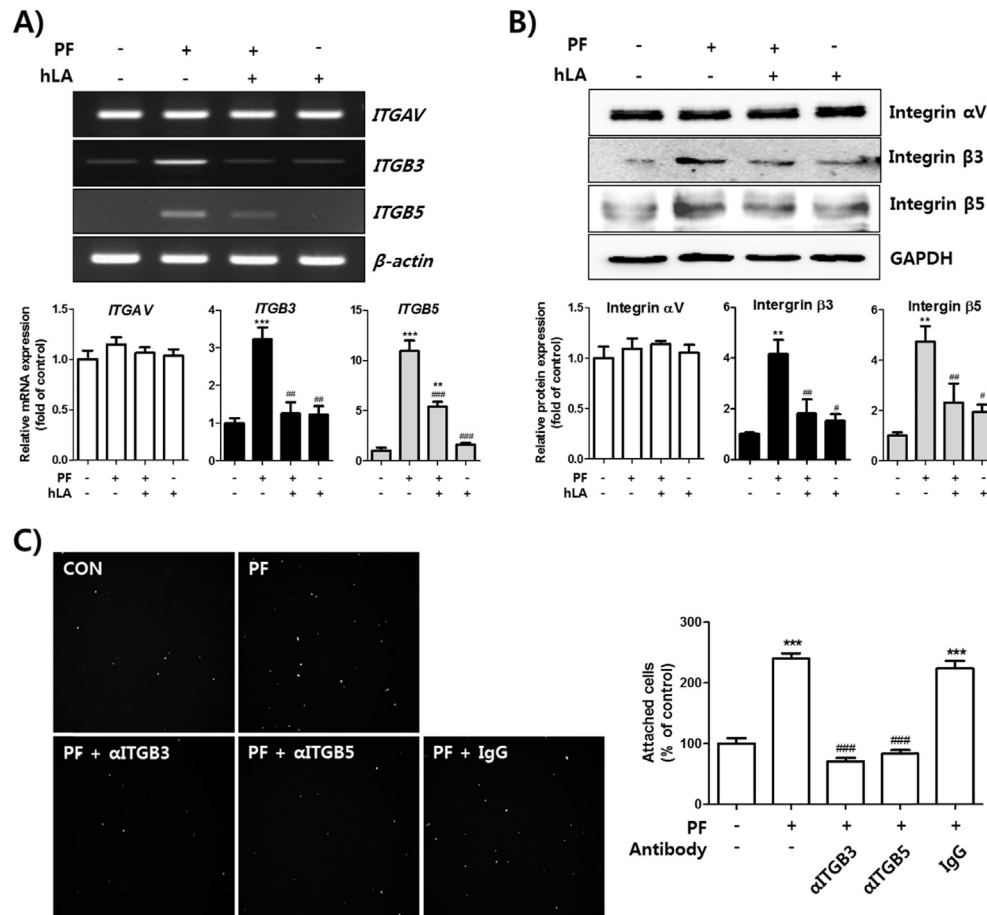 A)
PF - + + -
hLA - - + +
ITGAV
ITGB3
ITGB5
β-actin
Relative mRNA expression
(fold of control)
ITGAV
1.5
1.0
0.5
0.0
ITGB3
***
##
##
4
3
2
1
0
ITGB5
***
**
###
###
15
10
5
0
PF - + + - - + + - - + + -
hLA - - + + - - + + - - + +
B)
PF - + + -
hLA - - + +
Integrin αV
Integrin β3
Integrin β5
GAPDH
Relative protein expression
(fold of control)
Integrin αV
1.5
1.0
0.5
0.0
Intergrin β3
**
##
#
6
4
2
0
Intergin β5
**
##
#
6
4
2
0
PF - + + - - + + - - + + -
hLA - - + + - - + + - - + +
C)
CON
PF
PF + αITGB3
PF + αITGB5
PF + IgG
Attached cells
(% of control)
300
200
100
0
***
###
###
***
PF - + + + +
Antibody - - αITGB3 αITGB5 IgG